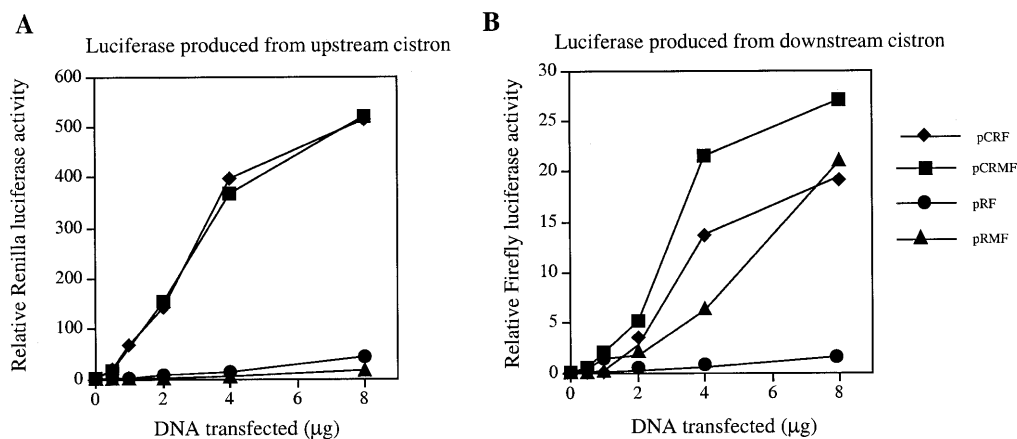 A
Luciferase produced from upstream cistron
Relative Renilla luciferase activity
600
500
400
300
200
100
0
0
2
4
6
8
DNA transfected (µg)
B
Luciferase produced from downstream cistron
Relative Firefly luciferase activity
30
25
20
15
10
5
0
0
2
4
6
8
DNA transfected (µg)
pCRF
pCRMF
pRF
pRMF